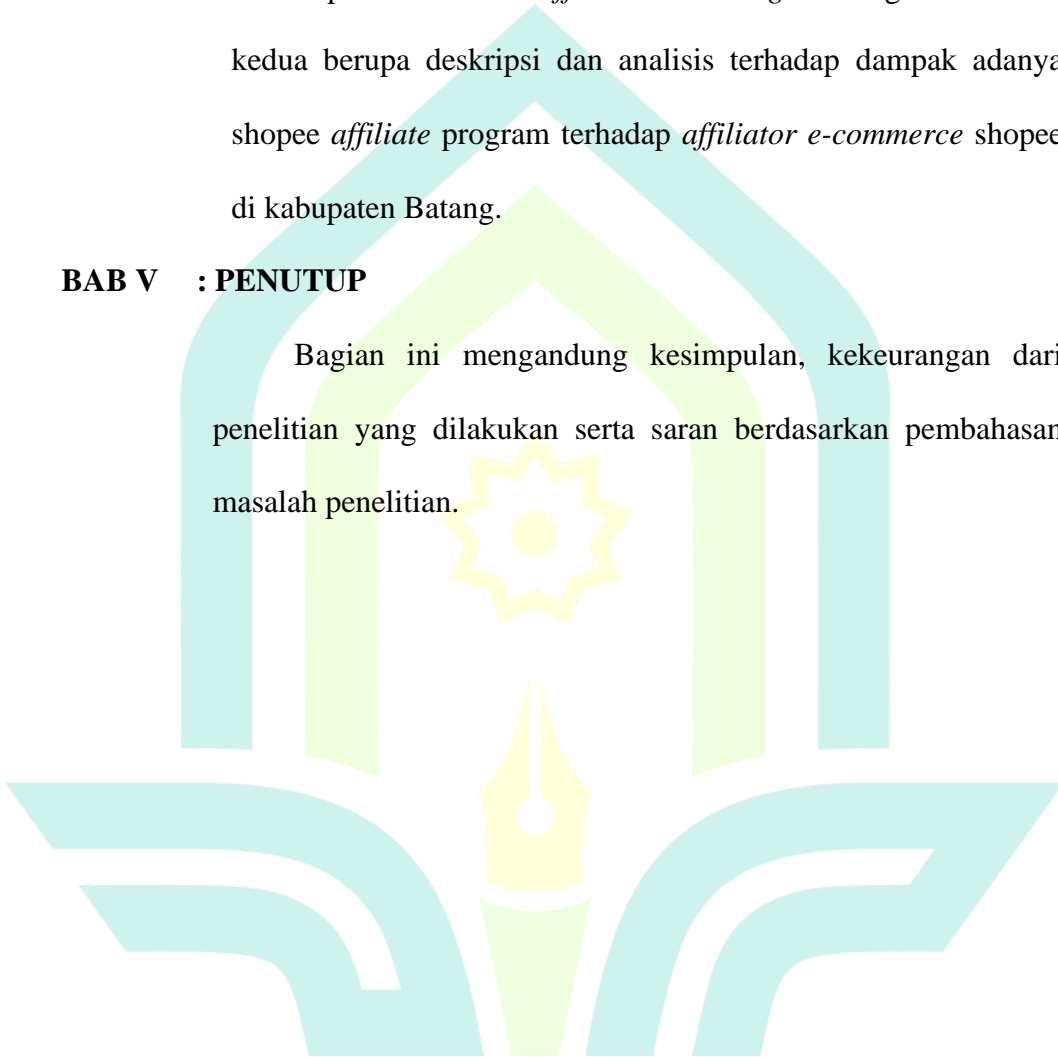 kedua berupa deskripsi dan analisis terhadap dampak adanya
shopee affiliate program terhadap affiliator e-commerce shopee
di kabupaten Batang.
BAB V : PENUTUP
Bagian ini mengandung kesimpulan, kekeurangan dari
penelitian yang dilakukan serta saran berdasarkan pembahasan
masalah penelitian.